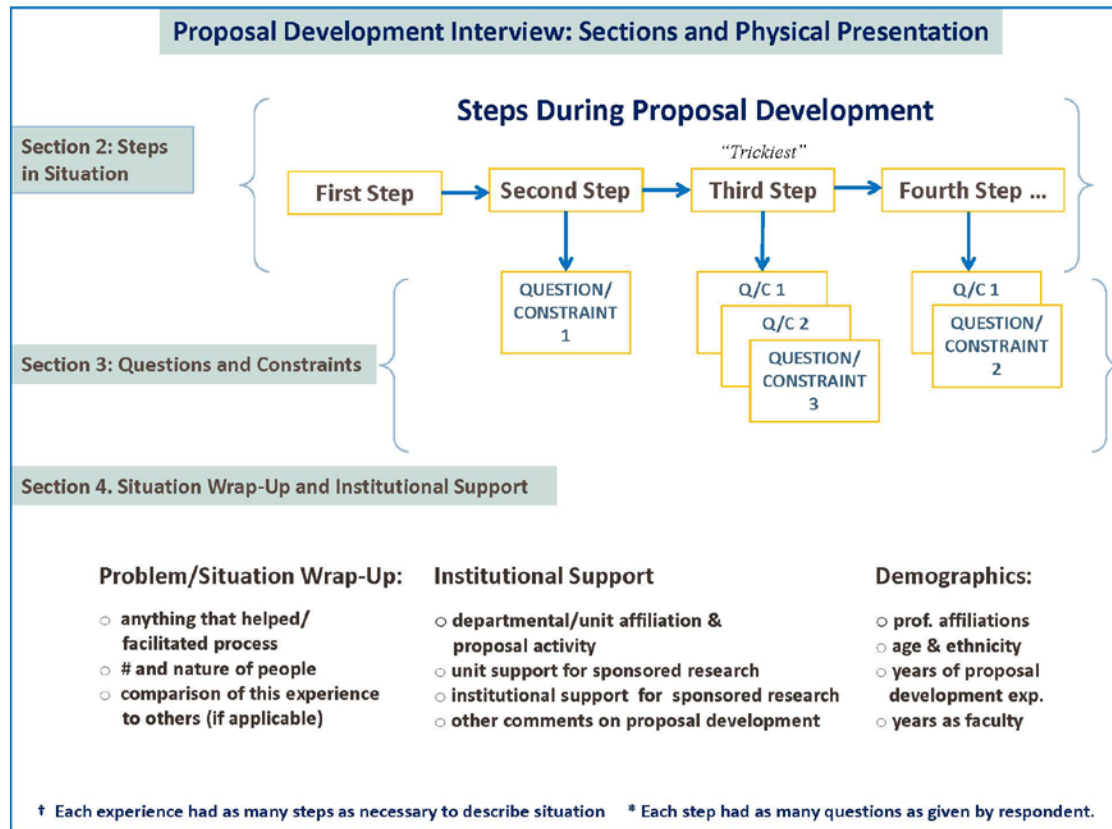 Proposal Development Interview: Sections and Physical Presentation
Steps During Proposal Development
Section 2: Steps
in Situation
"Trickiest"
First Step
Second Step
Third Step
Fourth Step ...
QUESTION/
CONSTRAINT
1
Q/C 1
Q/C 2
QUESTION/
CONSTRAINT
3
Q/C 1
QUESTION/
CONSTRAINT
2
Section 3: Questions and Constraints
Section 4. Situation Wrap-Up and Institutional Support
Problem/Situation Wrap-Up:
○ anything that helped/
facilitated process
○ # and nature of people
○ comparison of this experience
to others (if applicable)
Institutional Support
○ departmental/unit affiliation &
proposal activity
○ unit support for sponsored research
○ institutional support for sponsored research
○ other comments on proposal development
Demographics:
○ prof. affiliations
○ age & ethnicity
○ years of proposal
development exp.
○ years as faculty
† Each experience had as many steps as necessary to describe situation * Each step had as many questions as given by respondent.